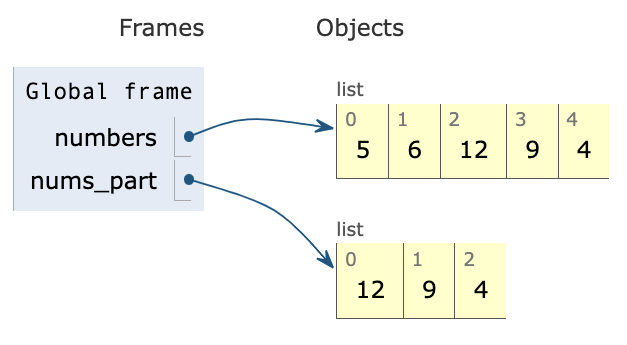 Frames Objects
Global frame
numbers
nums_part
list
0 1 2 3 4
5 6 12 9 4
list
0 1 2
12 9 4